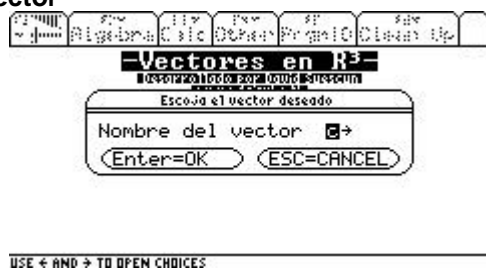 ector
Algebra Calc Other PrgmIO Clean Up
-Vectores en R³-
Desarrollado por David Suescun
Escoja el vector deseado
Nombre del vector c→
Enter=OK ESC=CANCEL
USE ← AND → TO OPEN CHOICES